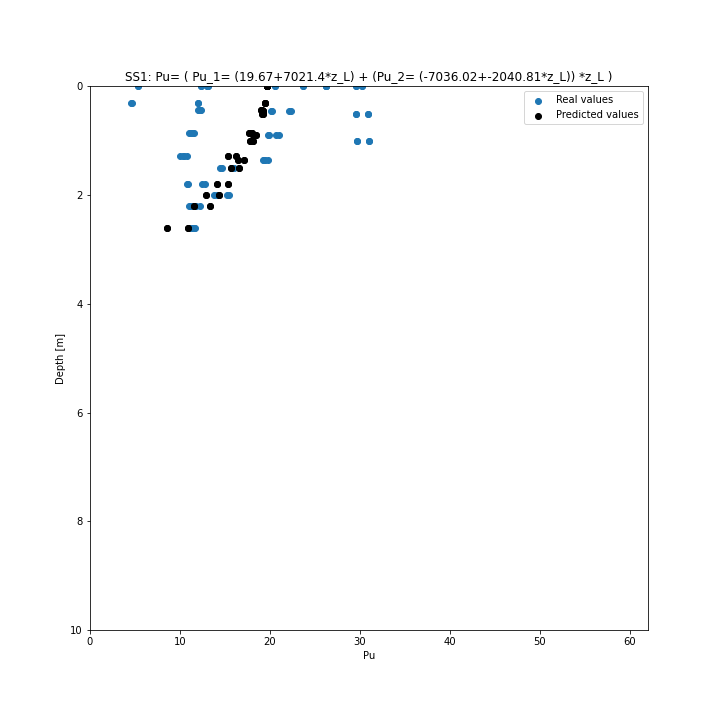 SS1: Pu= ( Pu_1= (19.67+7021.4*z_L) + (Pu_2= (-7036.02+-2040.81*z_L)) *z_L )
Real values
Predicted values
0
2
4
6
8
10
Depth [m]
0 10 20 30 40 50 60
Pu